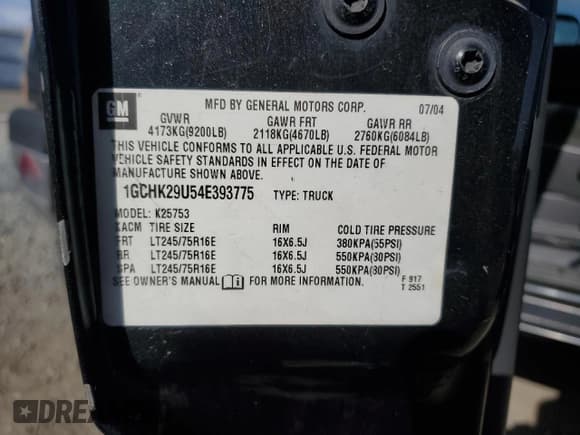 GM
MFD BY GENERAL MOTORS CORP. 07/04
GVWR GAWR FRT GAWR RR
4173KG(9200LB) 2118KG(4670LB) 2760KG(6084LB)
THIS VEHICLE CONFORMS TO ALL APPLICABLE U.S. FEDERAL MOTOR
VEHICLE SAFETY STANDARDS IN EFFECT ON THE DATE OF
MANUFACTURE SHOWN ABOVE.
1GCHK29U54E393775 TYPE: TRUCK
MODEL: K25753
XACM TIRE SIZE RIM COLD TIRE PRESSURE
FRT LT245/75R16E 16X6.5J 380KPA(55PSI)
RR LT245/75R16E 16X6.5J 550KPA(80PSI)
SPA LT245/75R16E 16X6.5J 550KPA(80PSI)
SEE OWNER'S MANUAL FOR MORE INFORMATION.
F 917
T 2551